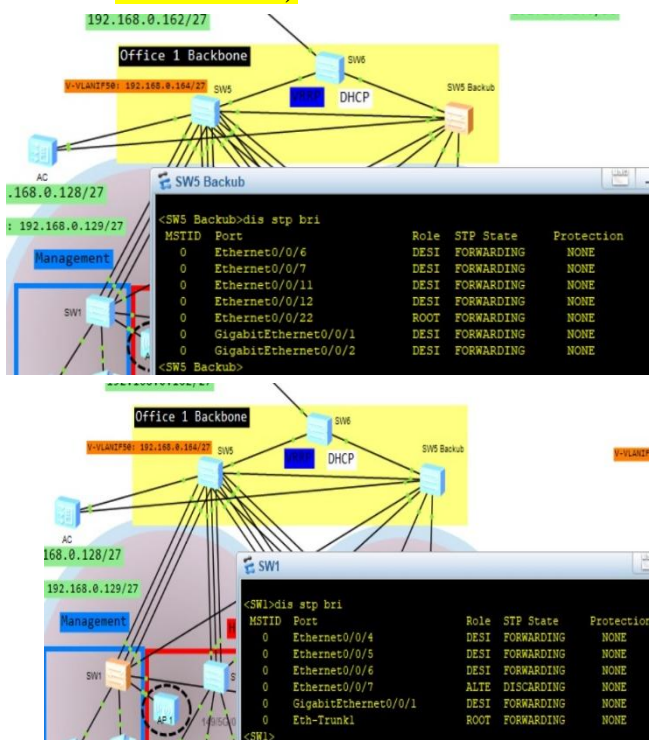 192.168.0.162/27
Office 1 Backbone
SW6
V-VLANIF50: 192.168.0.164/27
SW5
VRRP
DHCP
SW5 Backub
AC
.168.0.128/27
: 192.168.0.129/27
Management
SW1
SW5 Backub
<SW5 Backub>dis stp bri
MSTID Port Role STP State Protection
0 Ethernet0/0/6 DESI FORWARDING NONE
0 Ethernet0/0/7 DESI FORWARDING NONE
0 Ethernet0/0/11 DESI FORWARDING NONE
0 Ethernet0/0/12 DESI FORWARDING NONE
0 Ethernet0/0/22 ROOT FORWARDING NONE
0 GigabitEthernet0/0/1 DESI FORWARDING NONE
0 GigabitEthernet0/0/2 DESI FORWARDING NONE
<SW5 Backub>
Office 1 Backbone
SW6
V-VLANIF50: 192.168.0.164/27
SW5
DHCP
SW5 Backub
V-VLANIF
AC
168.0.128/27
192.168.0.129/27
Management
SW1
AP 1
SW1
<SW1>dis stp bri
MSTID Port Role STP State Protection
0 Ethernet0/0/4 DESI FORWARDING NONE
0 Ethernet0/0/5 DESI FORWARDING NONE
0 Ethernet0/0/6 DESI FORWARDING NONE
0 Ethernet0/0/7 ALTE DISCARDING NONE
0 GigabitEthernet0/0/1 DESI FORWARDING NONE
0 Eth-Trunk1 ROOT FORWARDING NONE
<SW1>